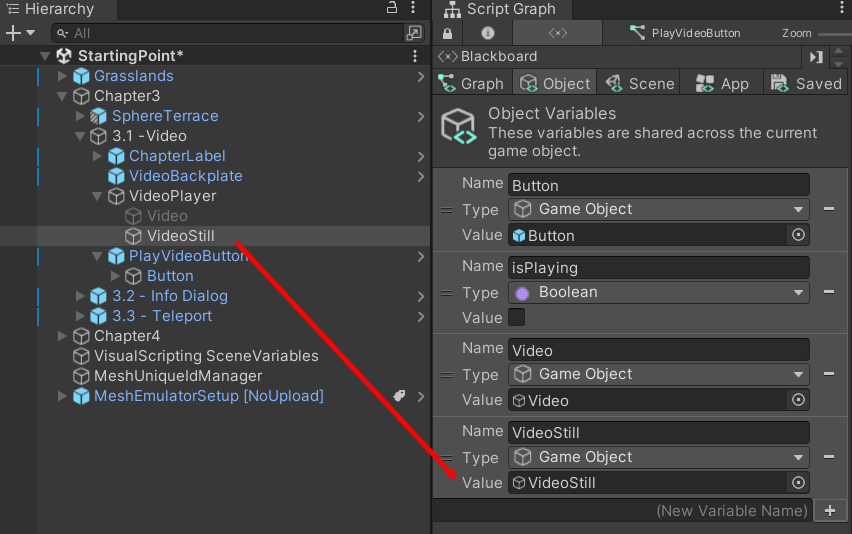 Hierarchy
All
StartingPoint*
Grasslands
Chapter3
SphereTerrace
3.1 -Video
ChapterLabel
VideoBackplate
VideoPlayer
Video
VideoStill
PlayVideoButton
Button
3.2 - Info Dialog
3.3 - Teleport
Chapter4
VisualScripting SceneVariables
MeshUniqueIdManager
MeshEmulatorSetup [NoUpload]
Script Graph
PlayVideoButton
Zoom
Blackboard
Graph
Object
Scene
App
Saved
Object Variables
These variables are shared across the current
game object.
Name Button
Type Game Object
Value Button
Name isPlaying
Type Boolean
Value
Name Video
Type Game Object
Value Video
Name VideoStill
Type Game Object
Value VideoStill
(New Variable Name)